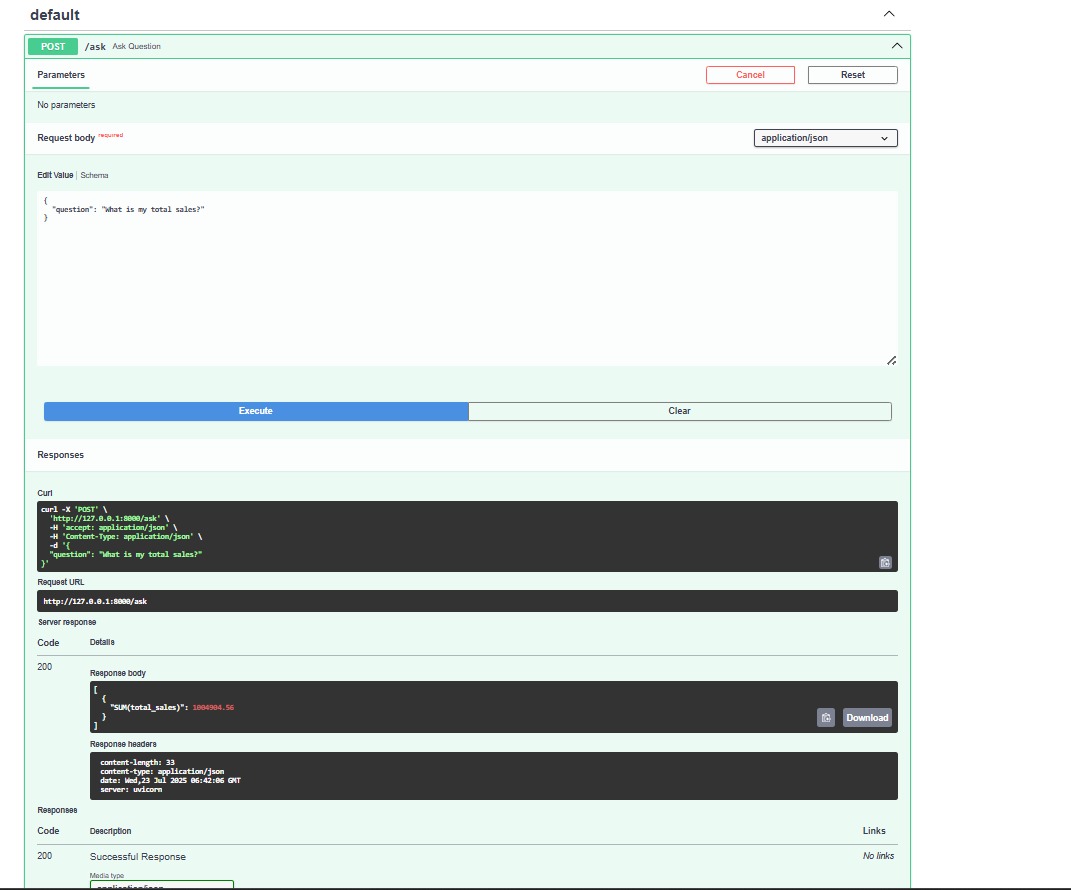 default
POST /ask Ask Question
Parameters
Cancel
Reset
No parameters
Request body required
application/json
Edit Value | Schema
{
"question": "What is my total sales?"
}
Execute
Clear
Responses
Curl
curl -X 'POST' \
'http://127.0.0.1:8000/ask' \
-H 'accept: application/json' \
-H 'Content-Type: application/json' \
-d '{
"question": "What is my total sales?"
}'
Request URL
http://127.0.0.1:8000/ask
Server response
Code Details
200
Response body
[
{
"SUM(total_sales)": 1004904.56
}
]
Download
Response headers
content-length: 33
content-type: application/json
date: Wed,23 Jul 2025 06:42:06 GMT
server: uvicorn
Responses
Code Description Links
200 Successful Response No links
Media type
application/json